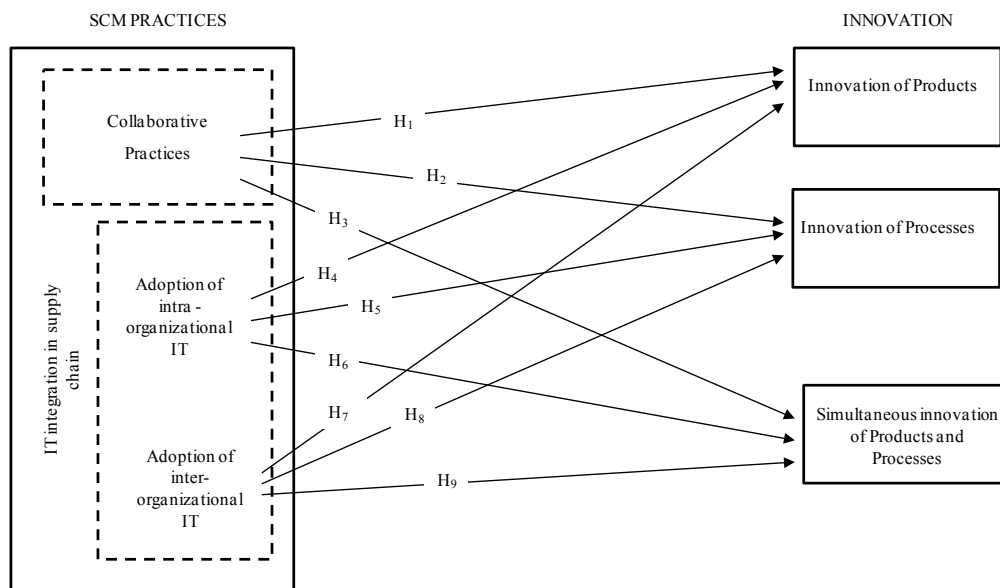 SCM PRACTICES
INNOVATION
Collaborative
Practices
IT integration in supply
chain
Adoption of
intra -
organizational
IT
Adoption of
inter-
organizational
IT
H1
H2
H3
H4
H5
H6
H7
H8
H9
Innovation of Products
Innovation of Processes
Simultaneous innovation
of Products and
Processes